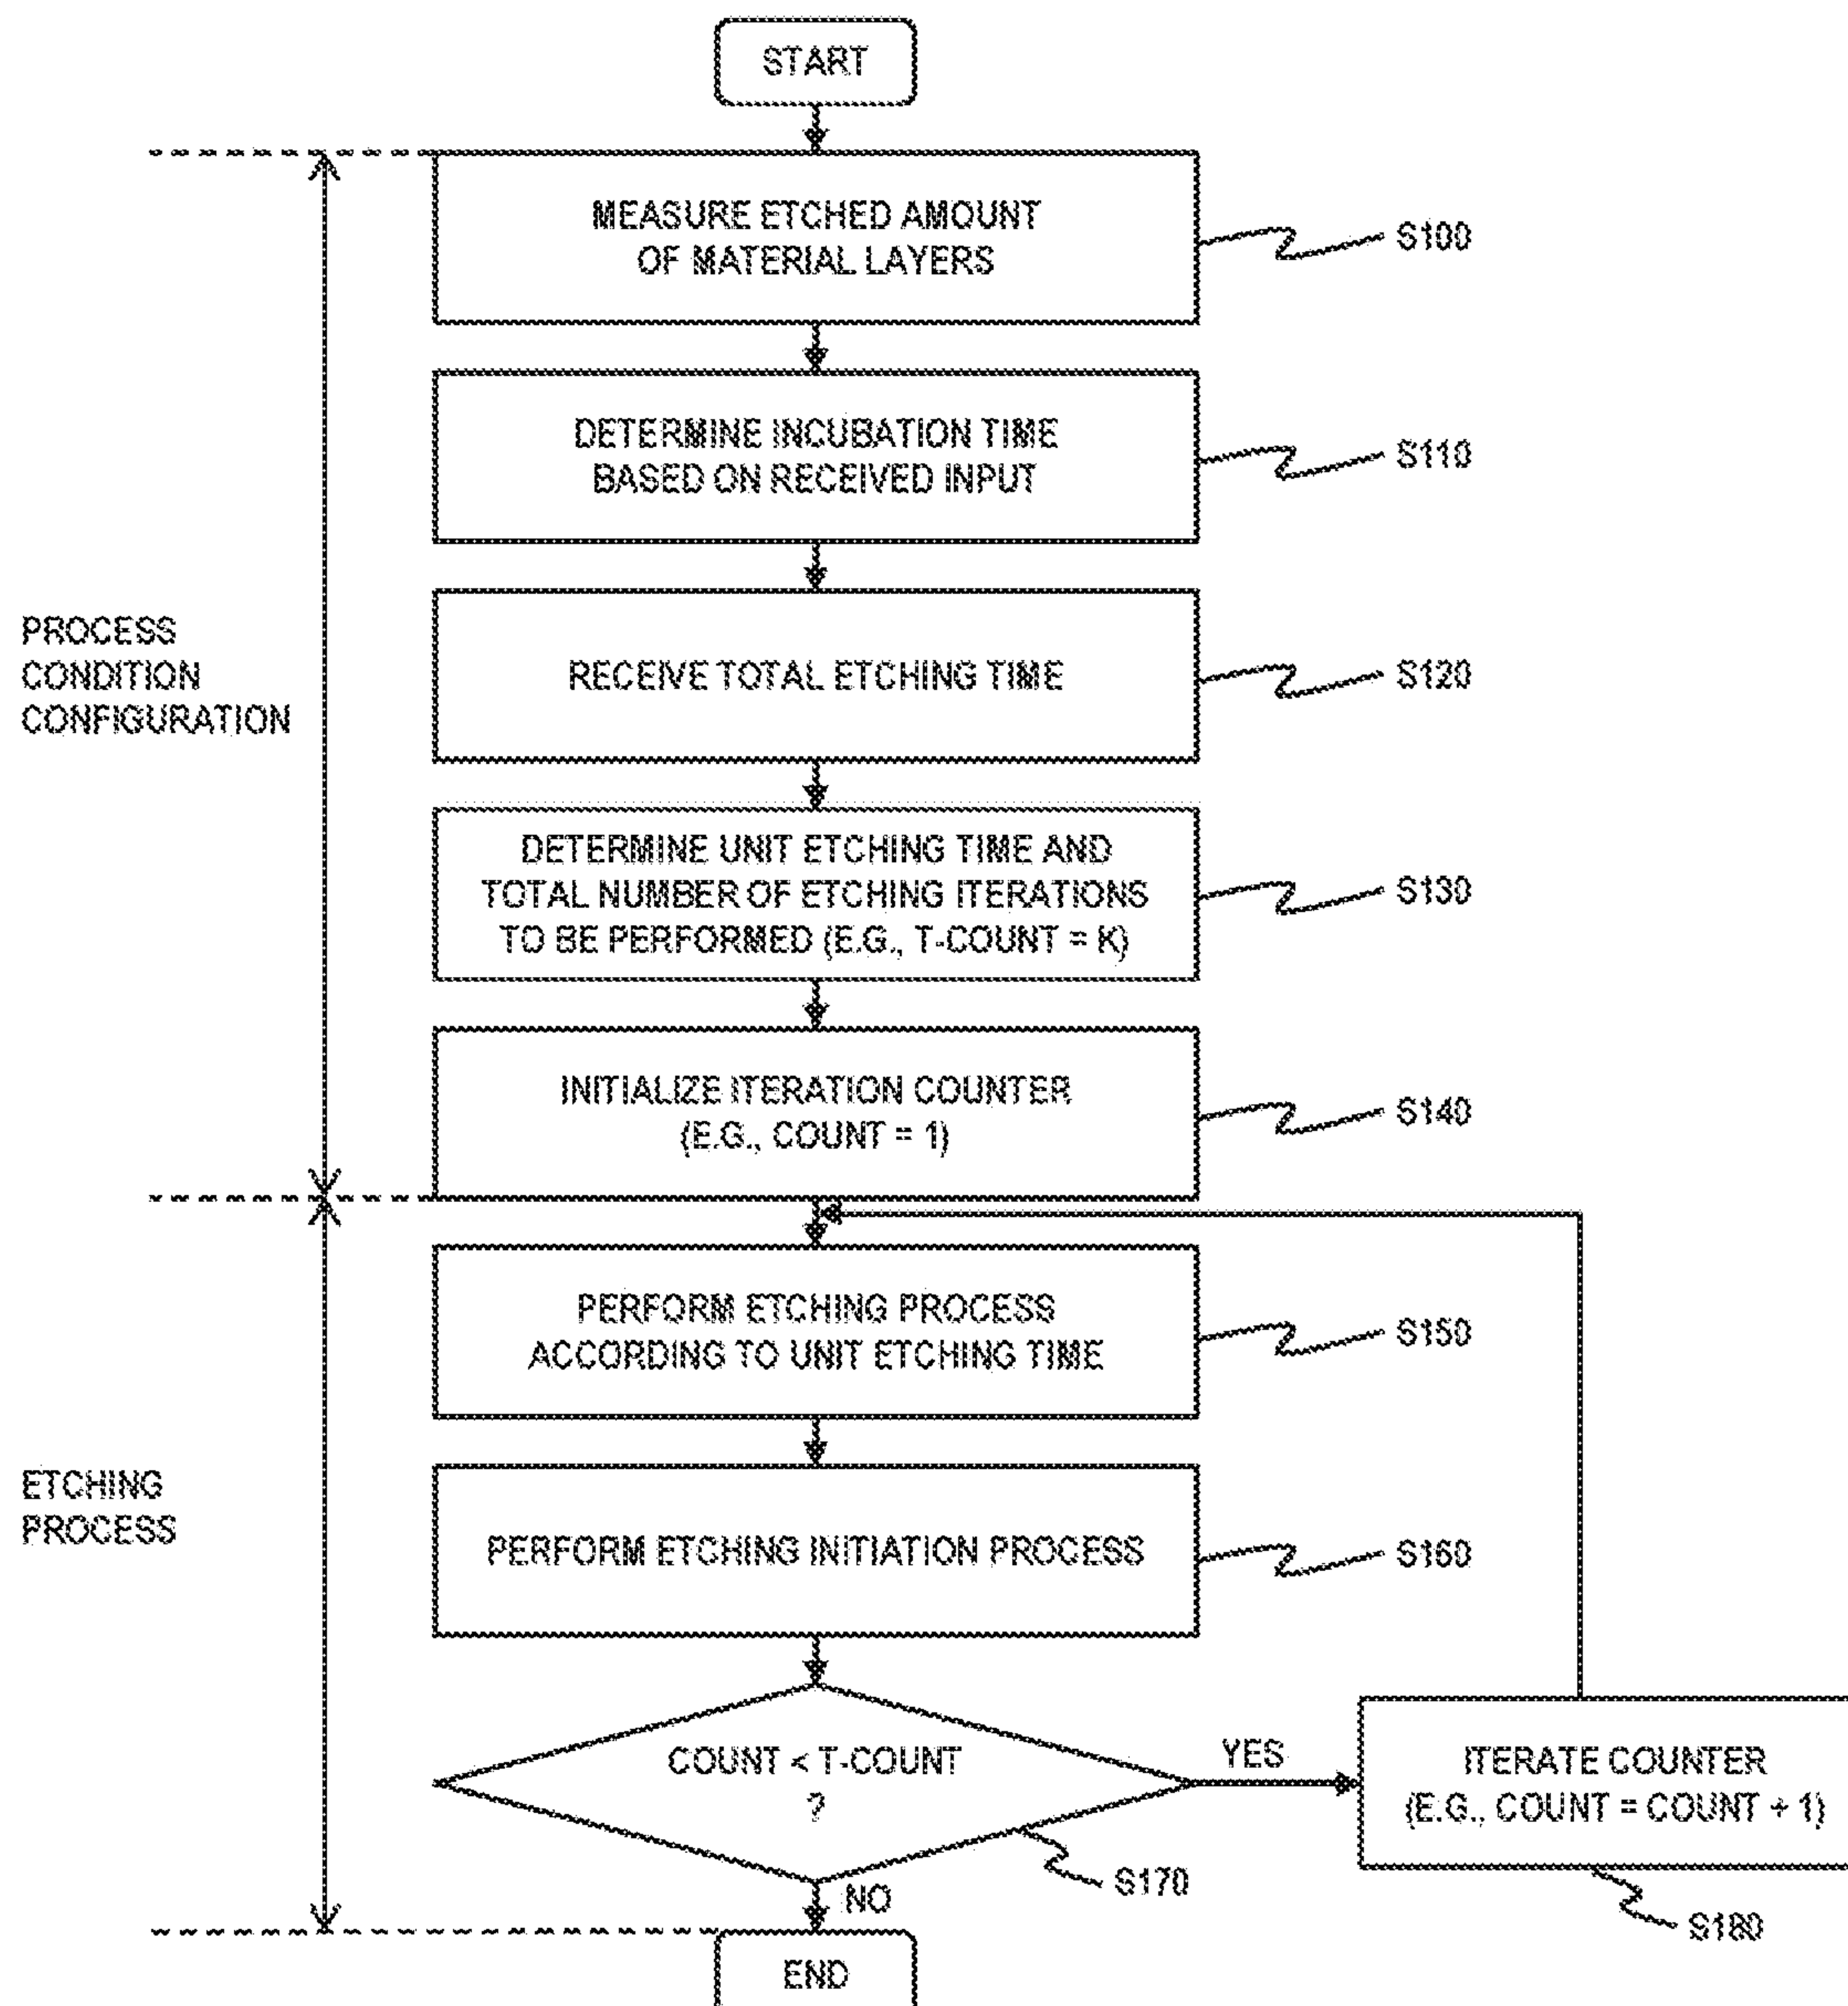 START
MEASURE ETCHED AMOUNT
OF MATERIAL LAYERS
S100
DETERMINE INCUBATION TIME
BASED ON RECEIVED INPUT
S110
PROCESS
CONDITION
CONFIGURATION
RECEIVE TOTAL ETCHING TIME
S120
DETERMINE UNIT ETCHING TIME AND
TOTAL NUMBER OF ETCHING ITERATIONS
TO BE PERFORMED (E.G., T-COUNT = K)
S130
INITIALIZE ITERATION COUNTER
(E.G., COUNT = 1)
S140
PERFORM ETCHING PROCESS
ACCORDING TO UNIT ETCHING TIME
S150
ETCHING
PROCESS
PERFORM ETCHING INITIATION PROCESS
S160
COUNT < T-COUNT
?
YES
ITERATE COUNTER
(E.G., COUNT = COUNT + 1)
S170
NO
S180
END